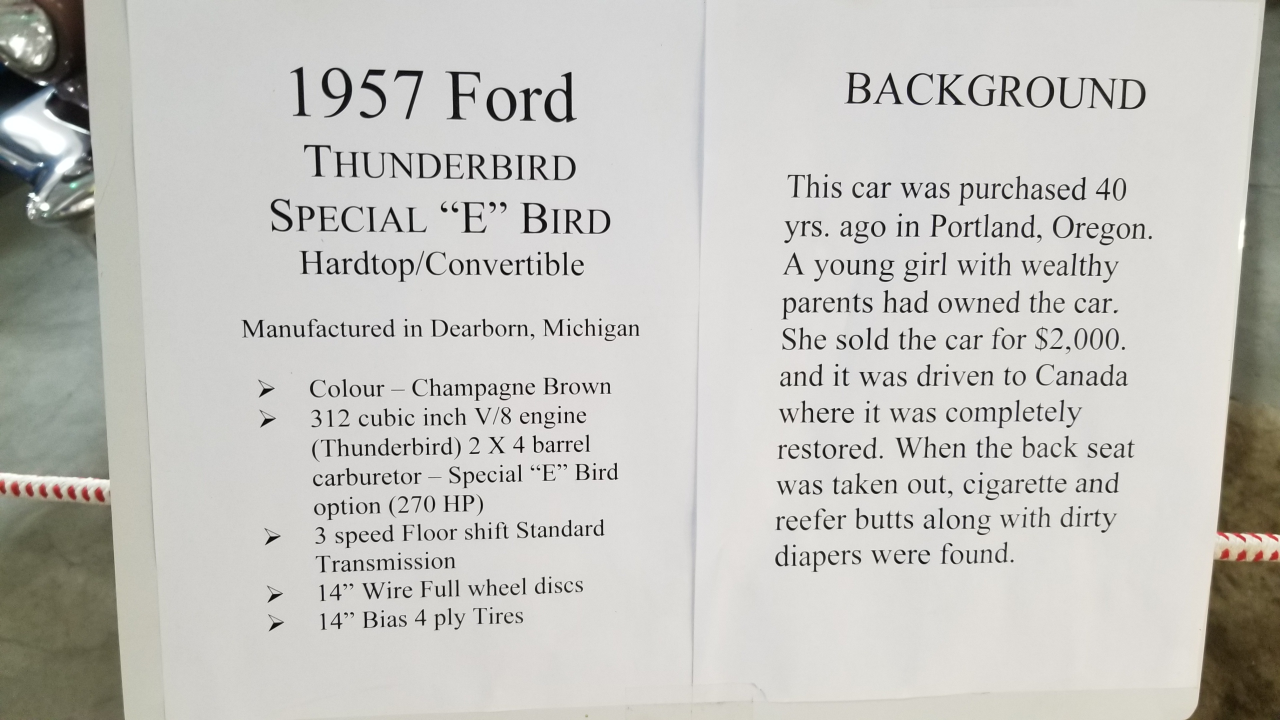 1957 Ford
THUNDERBIRD
SPECIAL “E” BIRD
Hardtop/Convertible
Manufactured in Dearborn, Michigan
➢ Colour – Champagne Brown
➢ 312 cubic inch V/8 engine
(Thunderbird) 2 X 4 barrel
carburetor – Special “E” Bird
option (270 HP)
➢ 3 speed Floor shift Standard
Transmission
➢ 14” Wire Full wheel discs
➢ 14” Bias 4 ply Tires
BACKGROUND
This car was purchased 40
yrs. ago in Portland, Oregon.
A young girl with wealthy
parents had owned the car.
She sold the car for $2,000.
and it was driven to Canada
where it was completely
restored. When the back seat
was taken out, cigarette and
reefer butts along with dirty
diapers were found.